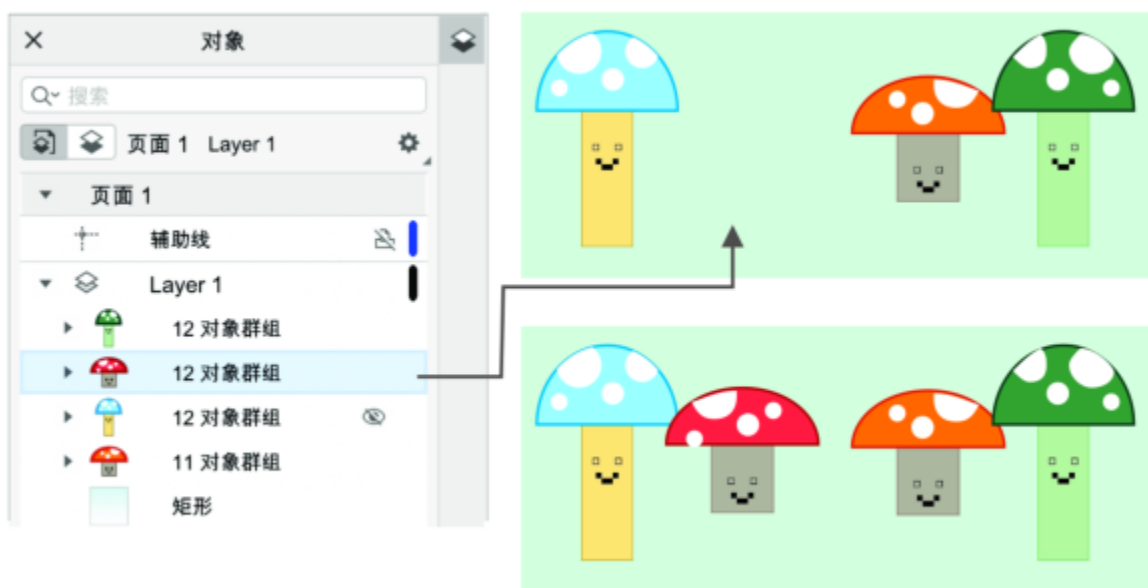 对象
搜索
页面 1 Layer 1
页面 1
辅助线
Layer 1
12 对象群组
12 对象群组
12 对象群组
11 对象群组
矩形